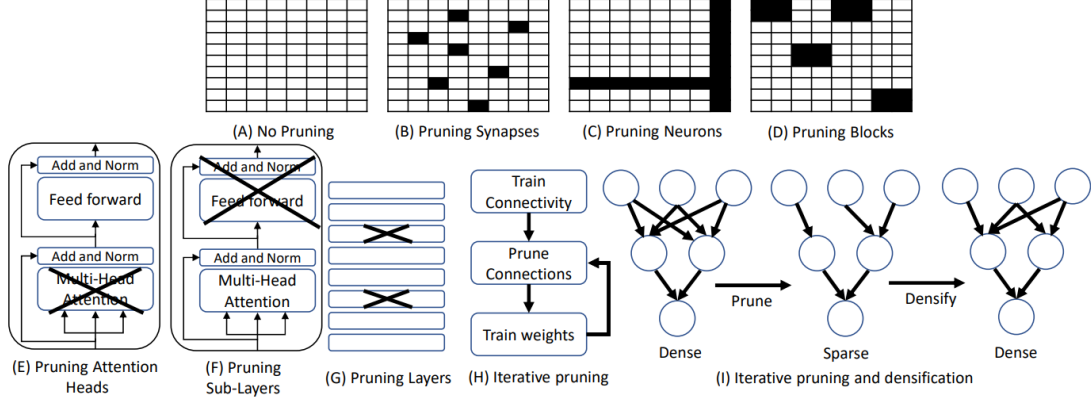 (A) No Pruning
(B) Pruning Synapses
(C) Pruning Neurons
(D) Pruning Blocks
Add and Norm
Feed forward
Add and Norm
Multi-Head
Attention
(E) Pruning Attention
Heads
Add and Norm
Feed forward
Add and Norm
Multi-Head
Attention
(F) Pruning
Sub-Layers
(G) Pruning Layers
Train
Connectivity
Prune
Connections
Train weights
(H) Iterative pruning
Dense
Prune
Sparse
Densify
Dense
(I) Iterative pruning and densification